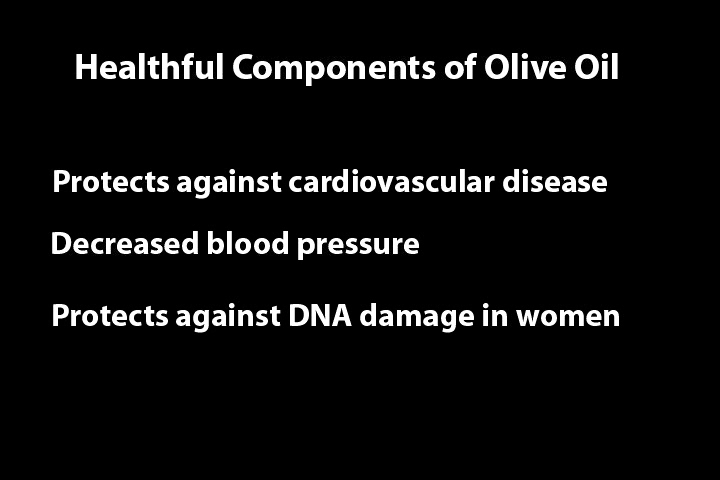 Healthful Components of Olive Oil
Protects against cardiovascular disease
Decreased blood pressure
Protects against DNA damage in women